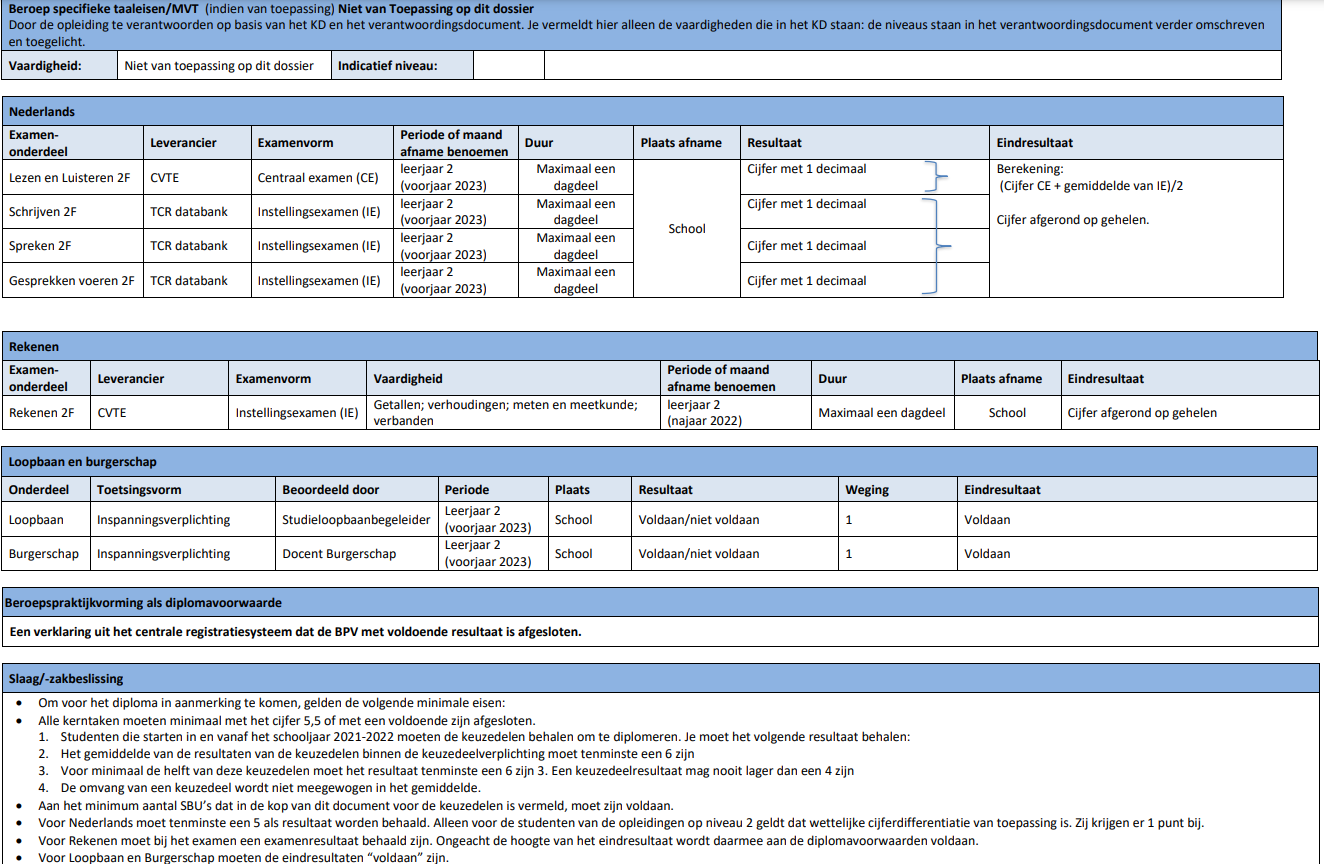 Beroep specifieke taaleisen/MVT (indien van toepassing) Niet van Toepassing op dit dossier
Door de opleiding te verantwoorden op basis van het KD en het verantwoordingsdocument. Je vermeldt hier alleen de vaardigheden die in het KD staan: de niveaus staan in het verantwoordingsdocument verder omschreven
en toegelicht.
Vaardigheid: Niet van toepassing op dit dossier Indicatief niveau:
Nederlands
Examen-onderdeel Leverancier Examenvorm Periode of maand afname benoemen Duur Plaats afname Resultaat Eindresultaat
Lezen en Luisteren 2F CVTE Centraal examen (CE) leerjaar 2 (voorjaar 2023) Maximaal een dagdeel School Cijfer met 1 decimaal Berekening:
(Cijfer CE + gemiddelde van IE)/2
Cijfer afgerond op gehelen.
Schrijven 2F TCR databank Instellingsexamen (IE) leerjaar 2 (voorjaar 2023) Maximaal een dagdeel Cijfer met 1 decimaal
Spreken 2F TCR databank Instellingsexamen (IE) leerjaar 2 (voorjaar 2023) Maximaal een dagdeel Cijfer met 1 decimaal
Gesprekken voeren 2F TCR databank Instellingsexamen (IE) leerjaar 2 (voorjaar 2023) Maximaal een dagdeel Cijfer met 1 decimaal
Rekenen
Examen-onderdeel Leverancier Examenvorm Vaardigheid Periode of maand afname benoemen Duur Plaats afname Eindresultaat
Rekenen 2F CVTE Instellingsexamen (IE) Getallen; verhoudingen; meten en meetkunde; verbanden leerjaar 2 (najaar 2022) Maximaal een dagdeel School Cijfer afgerond op gehelen
Loopbaan en burgerschap
Onderdeel Toetsingsvorm Beoordeeld door Periode Plaats Resultaat Weging Eindresultaat
Loopbaan Inspanningsverplichting Studieloopbaanbegeleider Leerjaar 2 (voorjaar 2023) School Voldaan/niet voldaan 1 Voldaan
Burgerschap Inspanningsverplichting Docent Burgerschap Leerjaar 2 (voorjaar 2023) School Voldaan/niet voldaan 1 Voldaan
Beroepspraktijkvorming als diplomavoorwaarde
Een verklaring uit het centrale registratiesysteem dat de BPV met voldoende resultaat is afgesloten.
Slaag/-zakbeslissing
• Om voor het diploma in aanmerking te komen, gelden de volgende minimale eisen:
• Alle kerntaken moeten minimaal met het cijfer 5,5 of met een voldoende zijn afgesloten.
1. Studenten die starten in en vanaf het schooljaar 2021-2022 moeten de keuzedelen behalen om te diplomeren. Je moet het volgende resultaat behalen:
2. Het gemiddelde van de resultaten van de keuzedelen binnen de keuzedeelverplichting moet tenminste een 6 zijn
3. Voor minimaal de helft van deze keuzedelen moet het resultaat tenminste een 6 zijn 3. Een keuzedeelresultaat mag nooit lager dan een 4 zijn
4. De omvang van een keuzedeel wordt niet meegewogen in het gemiddelde.
• Aan het minimum aantal SBU's dat in de kop van dit document voor de keuzedelen is vermeld, moet zijn voldaan.
• Voor Nederlands moet tenminste een 5 als resultaat worden behaald. Alleen voor de studenten van de opleidingen op niveau 2 geldt dat wettelijke cijferdifferentiatie van toepassing is. Zij krijgen er 1 punt bij.
• Voor Rekenen moet bij het examen een examenresultaat behaald zijn. Ongeacht de hoogte van het eindresultaat wordt daarmee aan de diplomavoorwaarden voldaan.
• Voor Loopbaan en Burgerschap moeten de eindresultaten “voldaan” zijn.